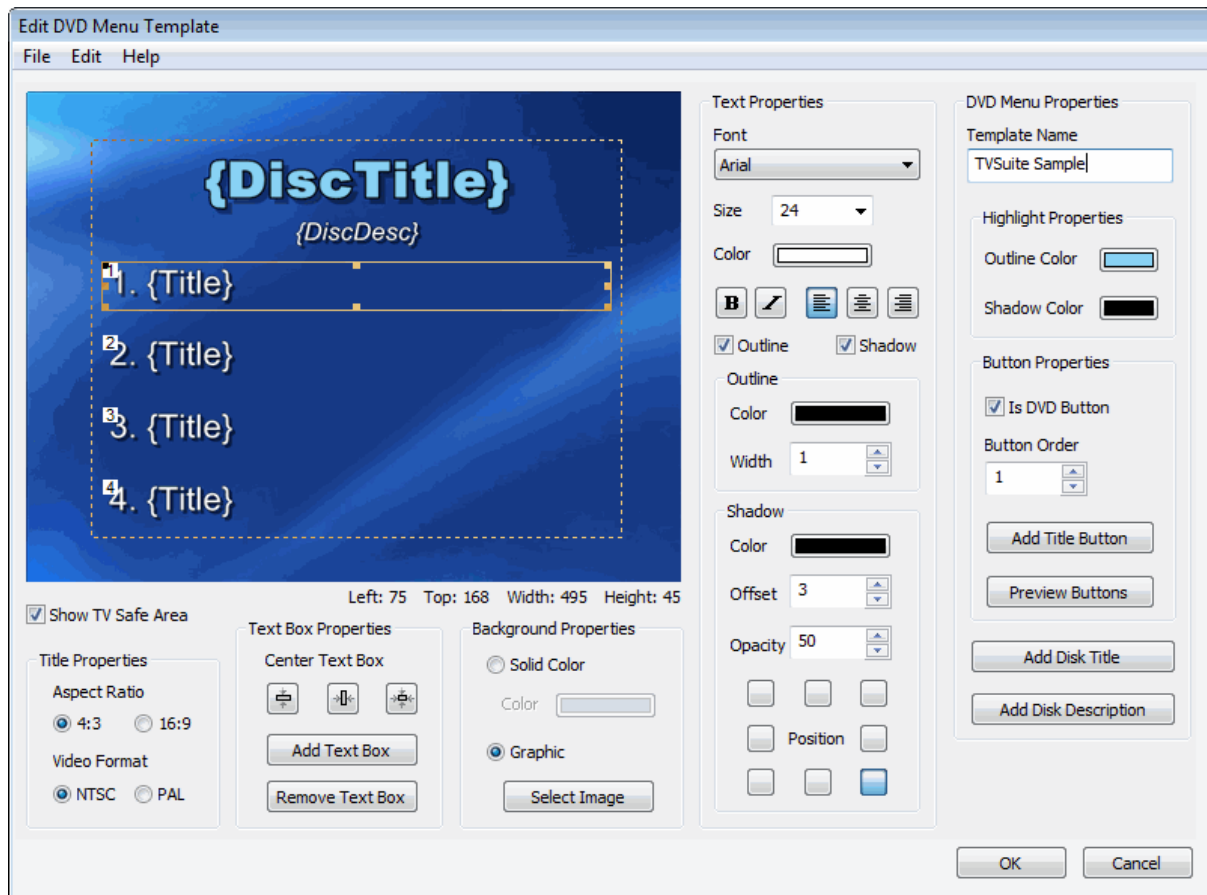 Edit DVD Menu Template
File Edit Help
{DiscTitle}
{DiscDesc}
1
1. {Title}
2
2. {Title}
3
3. {Title}
4
4. {Title}
Left: 75 Top: 168 Width: 495 Height: 45
Show TV Safe Area
Title Properties
Aspect Ratio
4:3 16:9
Video Format
NTSC PAL
Text Box Properties
Center Text Box
Add Text Box
Remove Text Box
Background Properties
Solid Color
Color
Graphic
Select Image
Text Properties
Font
Arial
Size 24
Color
B I
Outline Shadow
Outline
Color
Width 1
Shadow
Color
Offset 3
Opacity 50
Position
DVD Menu Properties
Template Name
TVSuite Sample
Highlight Properties
Outline Color
Shadow Color
Button Properties
Is DVD Button
Button Order
1
Add Title Button
Preview Buttons
Add Disk Title
Add Disk Description
OK Cancel